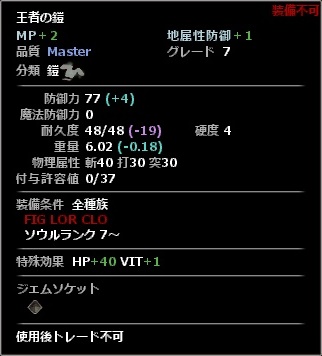 装備不可
王者の鎧
MP+2 地属性防御+1
品質 Master グレード 7
分類 鎧
防御力 77 (+4)
魔法防御力 0
耐久度 48/48 (-19) 硬度 4
重量 6.02 (-0.18)
物理属性 斬40 打30 突30
付与許容値 0/37
装備条件 全種族
FIG LOR CLO
ソウルランク 7～
特殊効果 HP+40 VIT+1
ジェムソケット
使用後トレード不可